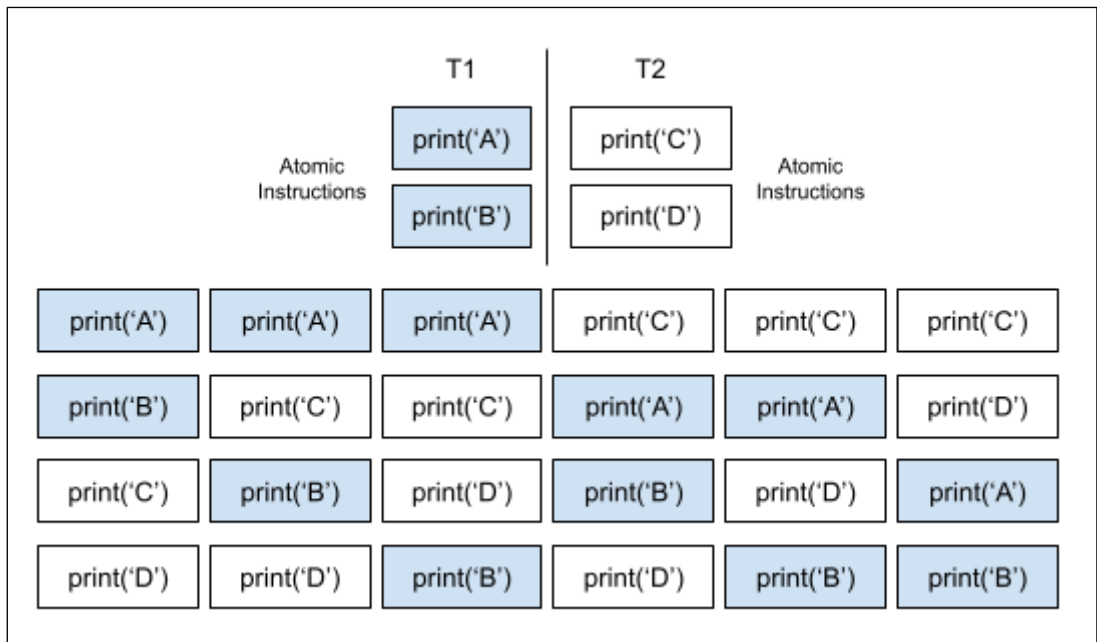 T1 T2
print(‘A’) print(‘C’)
Atomic Instructions Atomic Instructions
print(‘B’) print(‘D’)
print(‘A’) print(‘A’) print(‘A’) print(‘C’) print(‘C’) print(‘C’)
print(‘B’) print(‘C’) print(‘C’) print(‘A’) print(‘A’) print(‘D’)
print(‘C’) print(‘B’) print(‘D’) print(‘B’) print(‘D’) print(‘A’)
print(‘D’) print(‘D’) print(‘B’) print(‘D’) print(‘B’) print(‘B’)